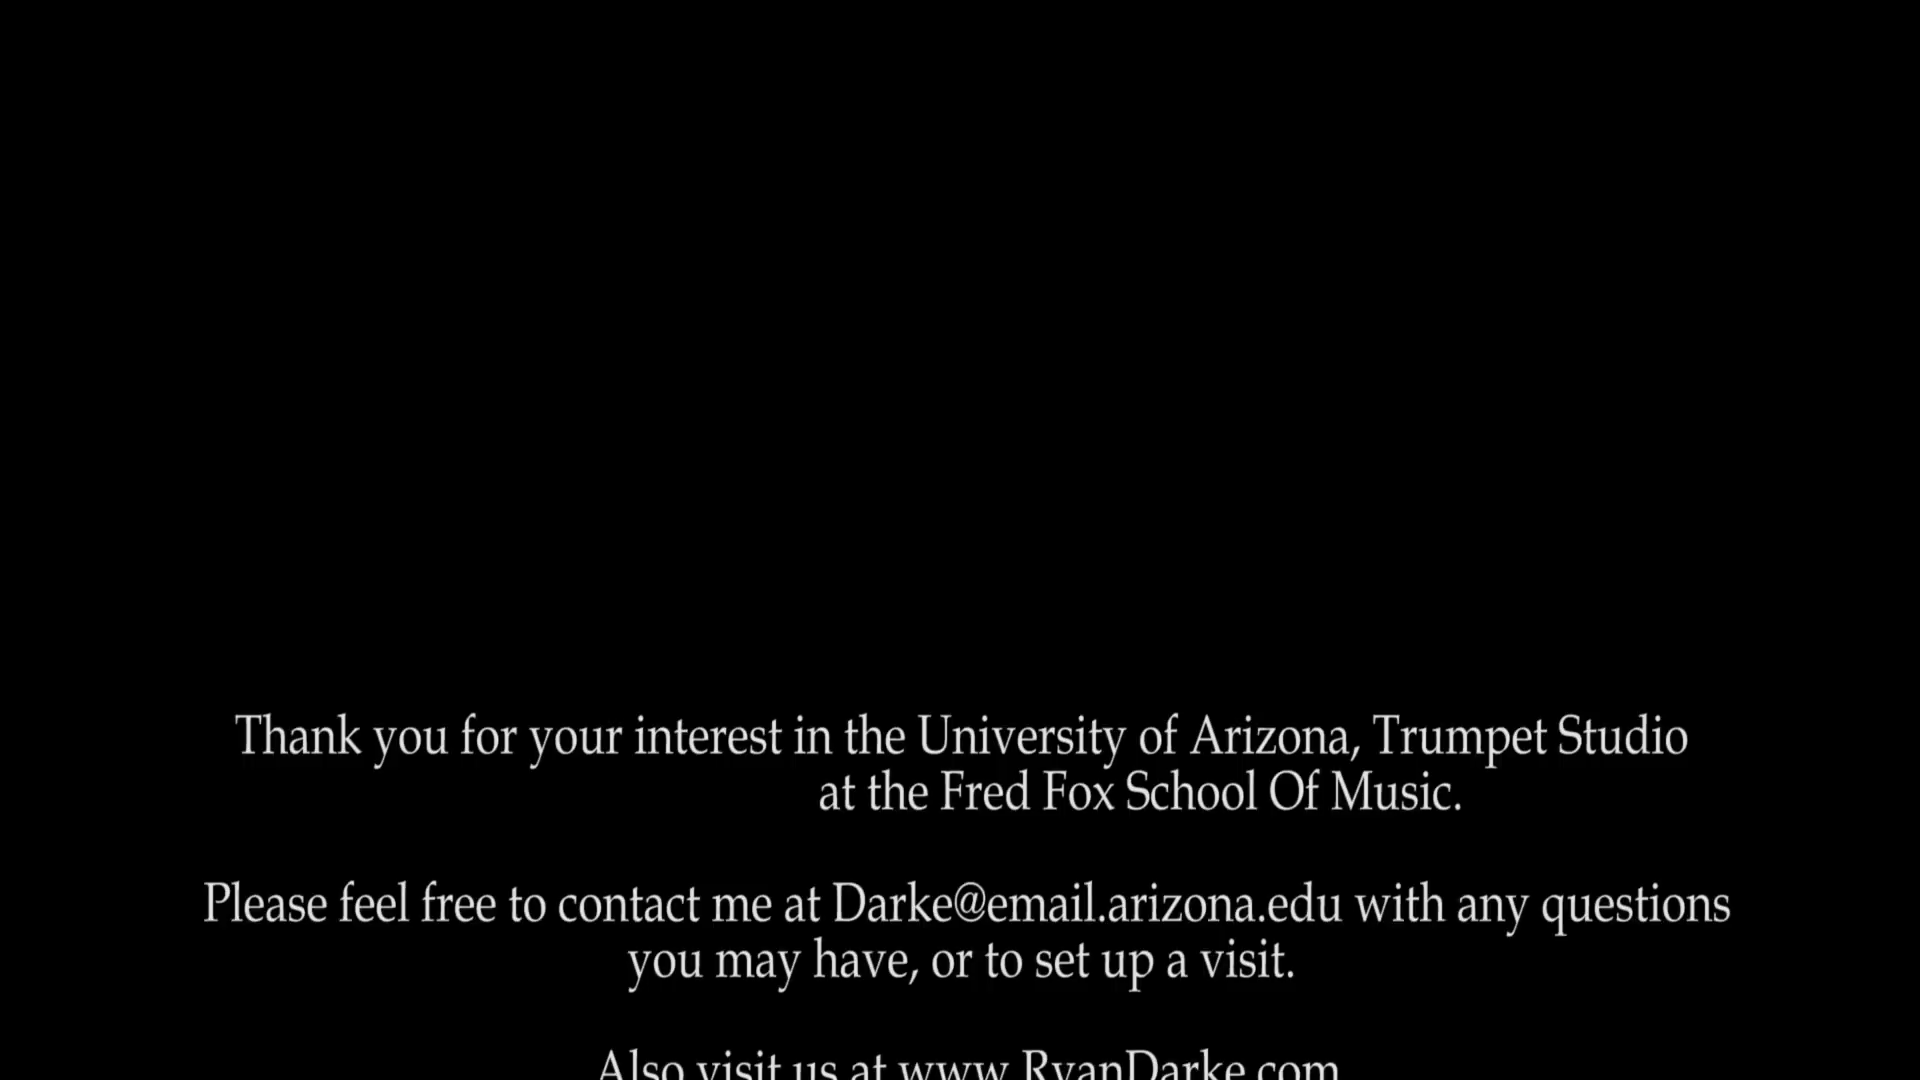 Thank you for your interest in the University of Arizona, Trumpet Studio
at the Fred Fox School Of Music.
Please feel free to contact me at Darke@email.arizona.edu with any questions
you may have, or to set up a visit.
Also visit us at www.RyanDarke.com